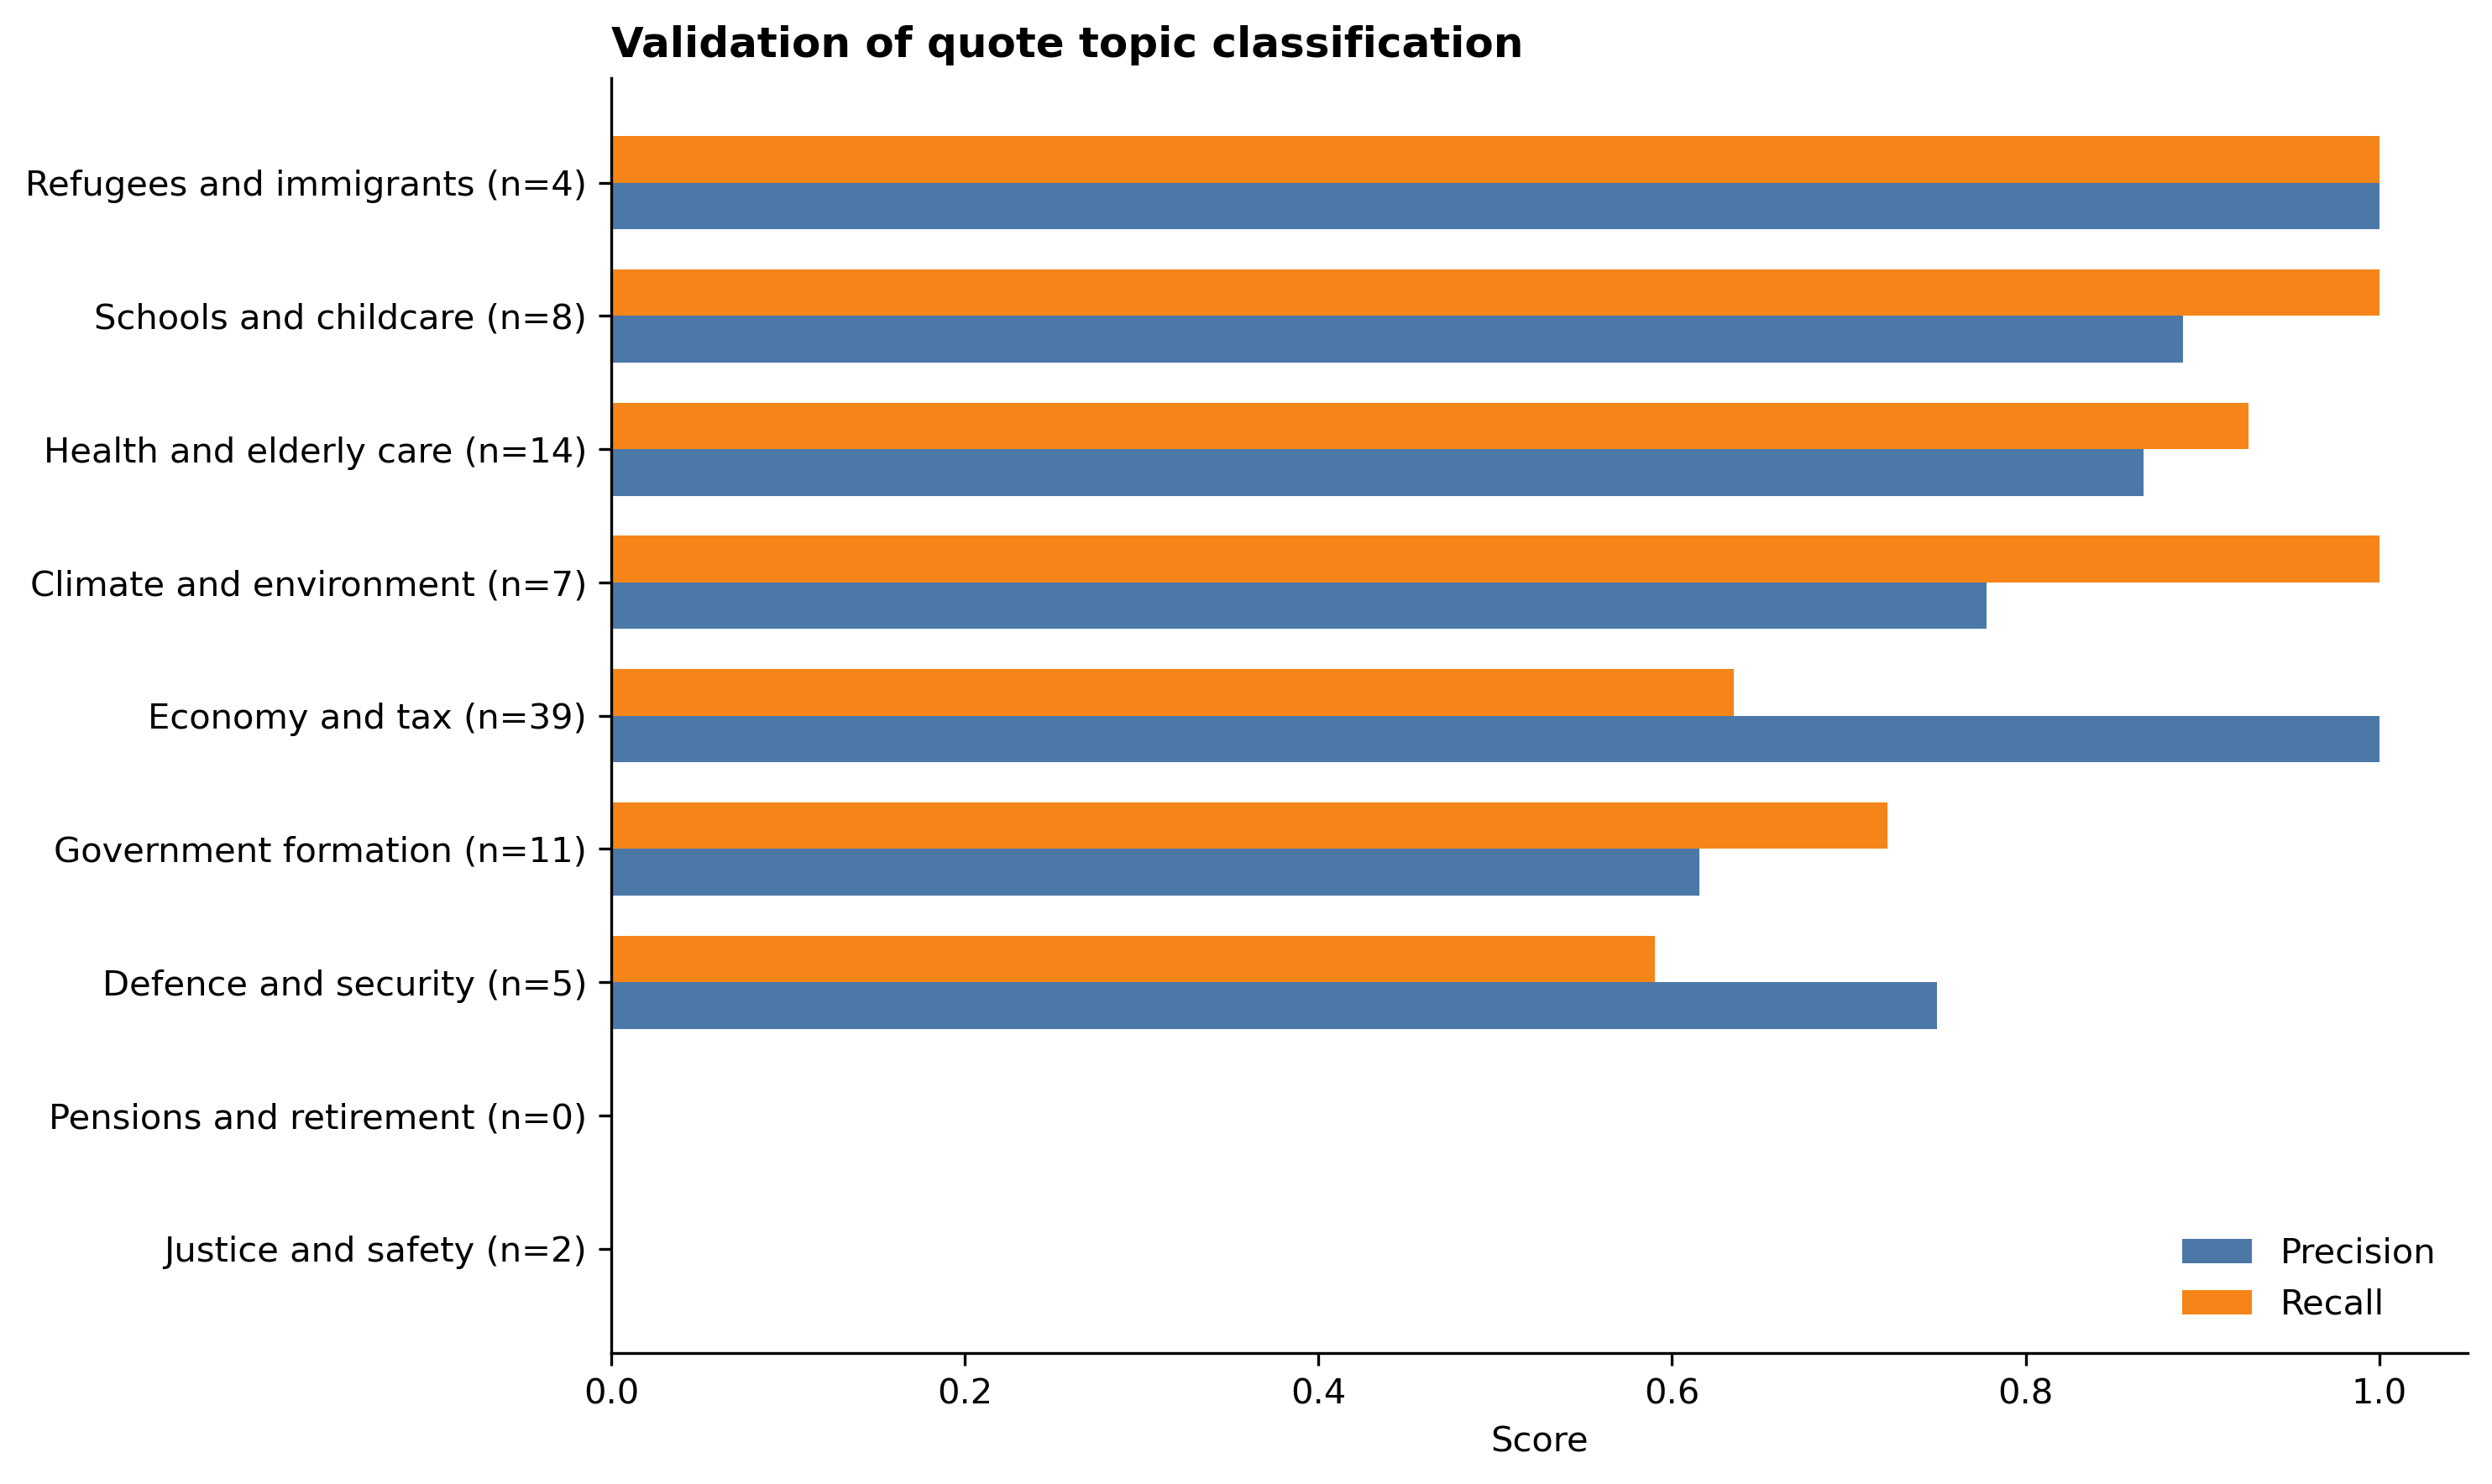 Validation of quote topic classification
Refugees and immigrants (n=4)
Schools and childcare (n=8)
Health and elderly care (n=14)
Climate and environment (n=7)
Economy and tax (n=39)
Government formation (n=11)
Defence and security (n=5)
Pensions and retirement (n=0)
Justice and safety (n=2)
Precision
Recall
0.0 0.2 0.4 0.6 0.8 1.0
Score